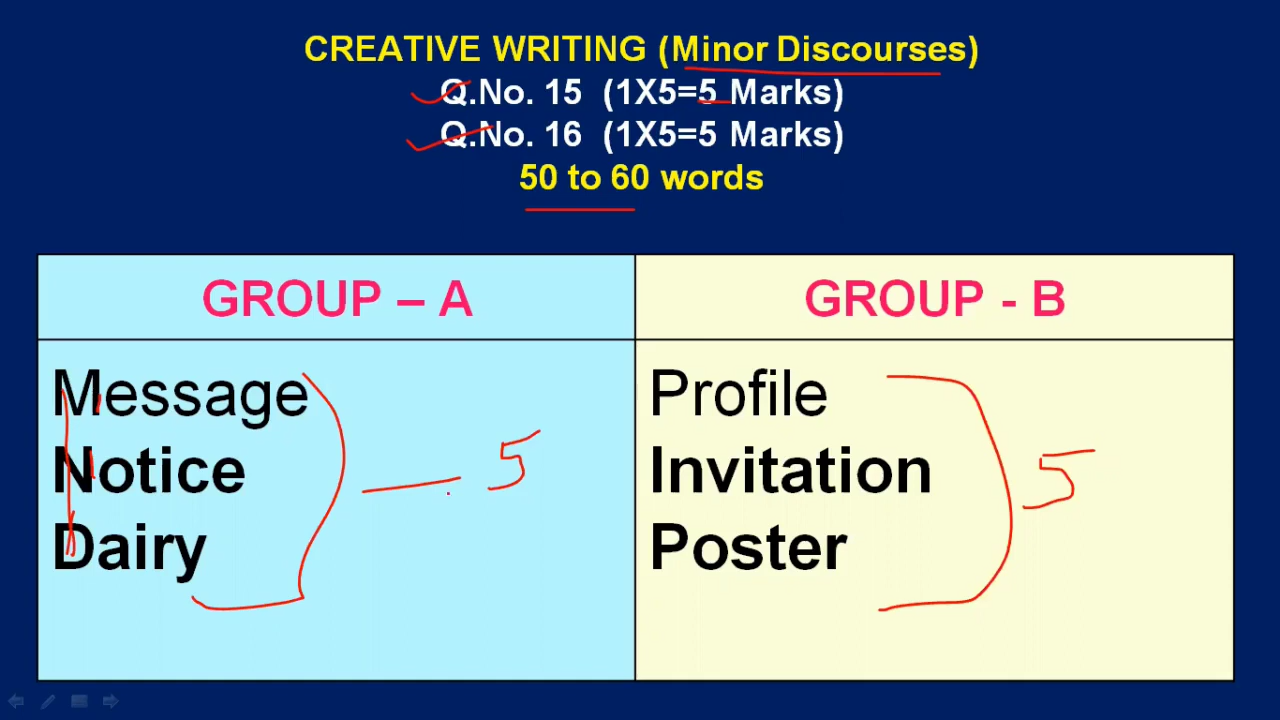 CREATIVE WRITING (Minor Discourses)
Q.No. 15 (1X5=5 Marks)
Q.No. 16 (1X5=5 Marks)
50 to 60 words
GROUP – A
GROUP - B
Message
Notice
Dairy
5
Profile
Invitation
Poster
5